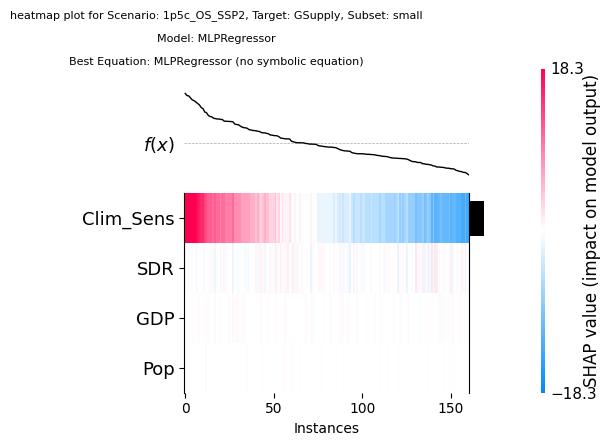 heatmap plot for Scenario: 1p5c_OS_SSP2, Target: GSupply, Subset: small
Model: MLPRegressor
Best Equation: MLPRegressor (no symbolic equation)
18.3
f(x)
Clim_Sens
SDR
GDP
Pop
−18.3
SHAP value (impact on model output)
0
50
100
150
Instances